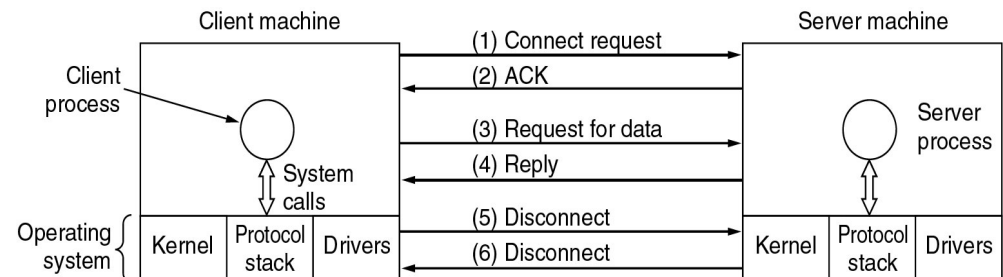 Client machine
Server machine
(1) Connect request
(2) ACK
Client
process
(3) Request for data
Server
process
(4) Reply
System
calls
(5) Disconnect
Operating
system
Kernel
Protocol
stack
Drivers
(6) Disconnect
Kernel
Protocol
stack
Drivers